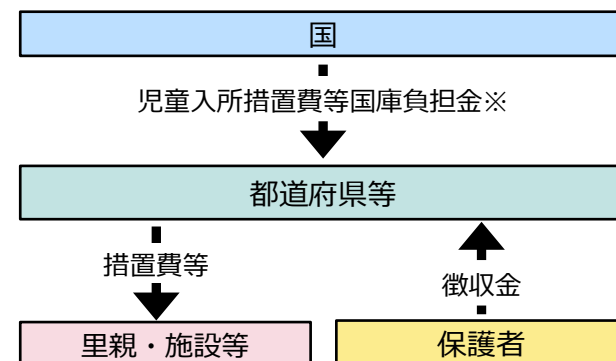 国
児童入所措置費等国庫負担金※
都道府県等
措置費等
徴収金
里親・施設等
保護者